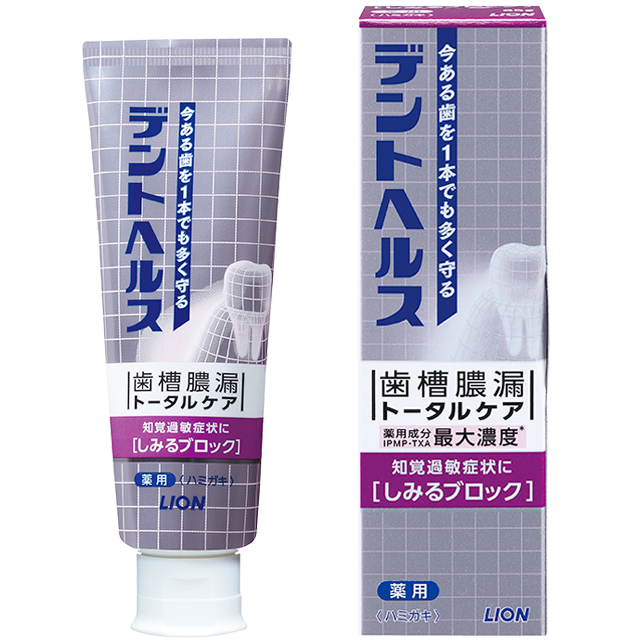 今ある歯を1本でも多く守る
デントヘルス
歯槽膿漏
トータルケア
知覚過敏症状に
[しみるブロック]
薬用 〈ハミガキ〉
LION
〈ハミガキ〉
LION
今ある歯を1本でも多く守る
デントヘルス
歯槽膿漏
トータルケア
薬用成分
IPMP・TXA
最大濃度*
知覚過敏症状に
[しみるブロック]
薬用
〈ハミガキ〉
LION